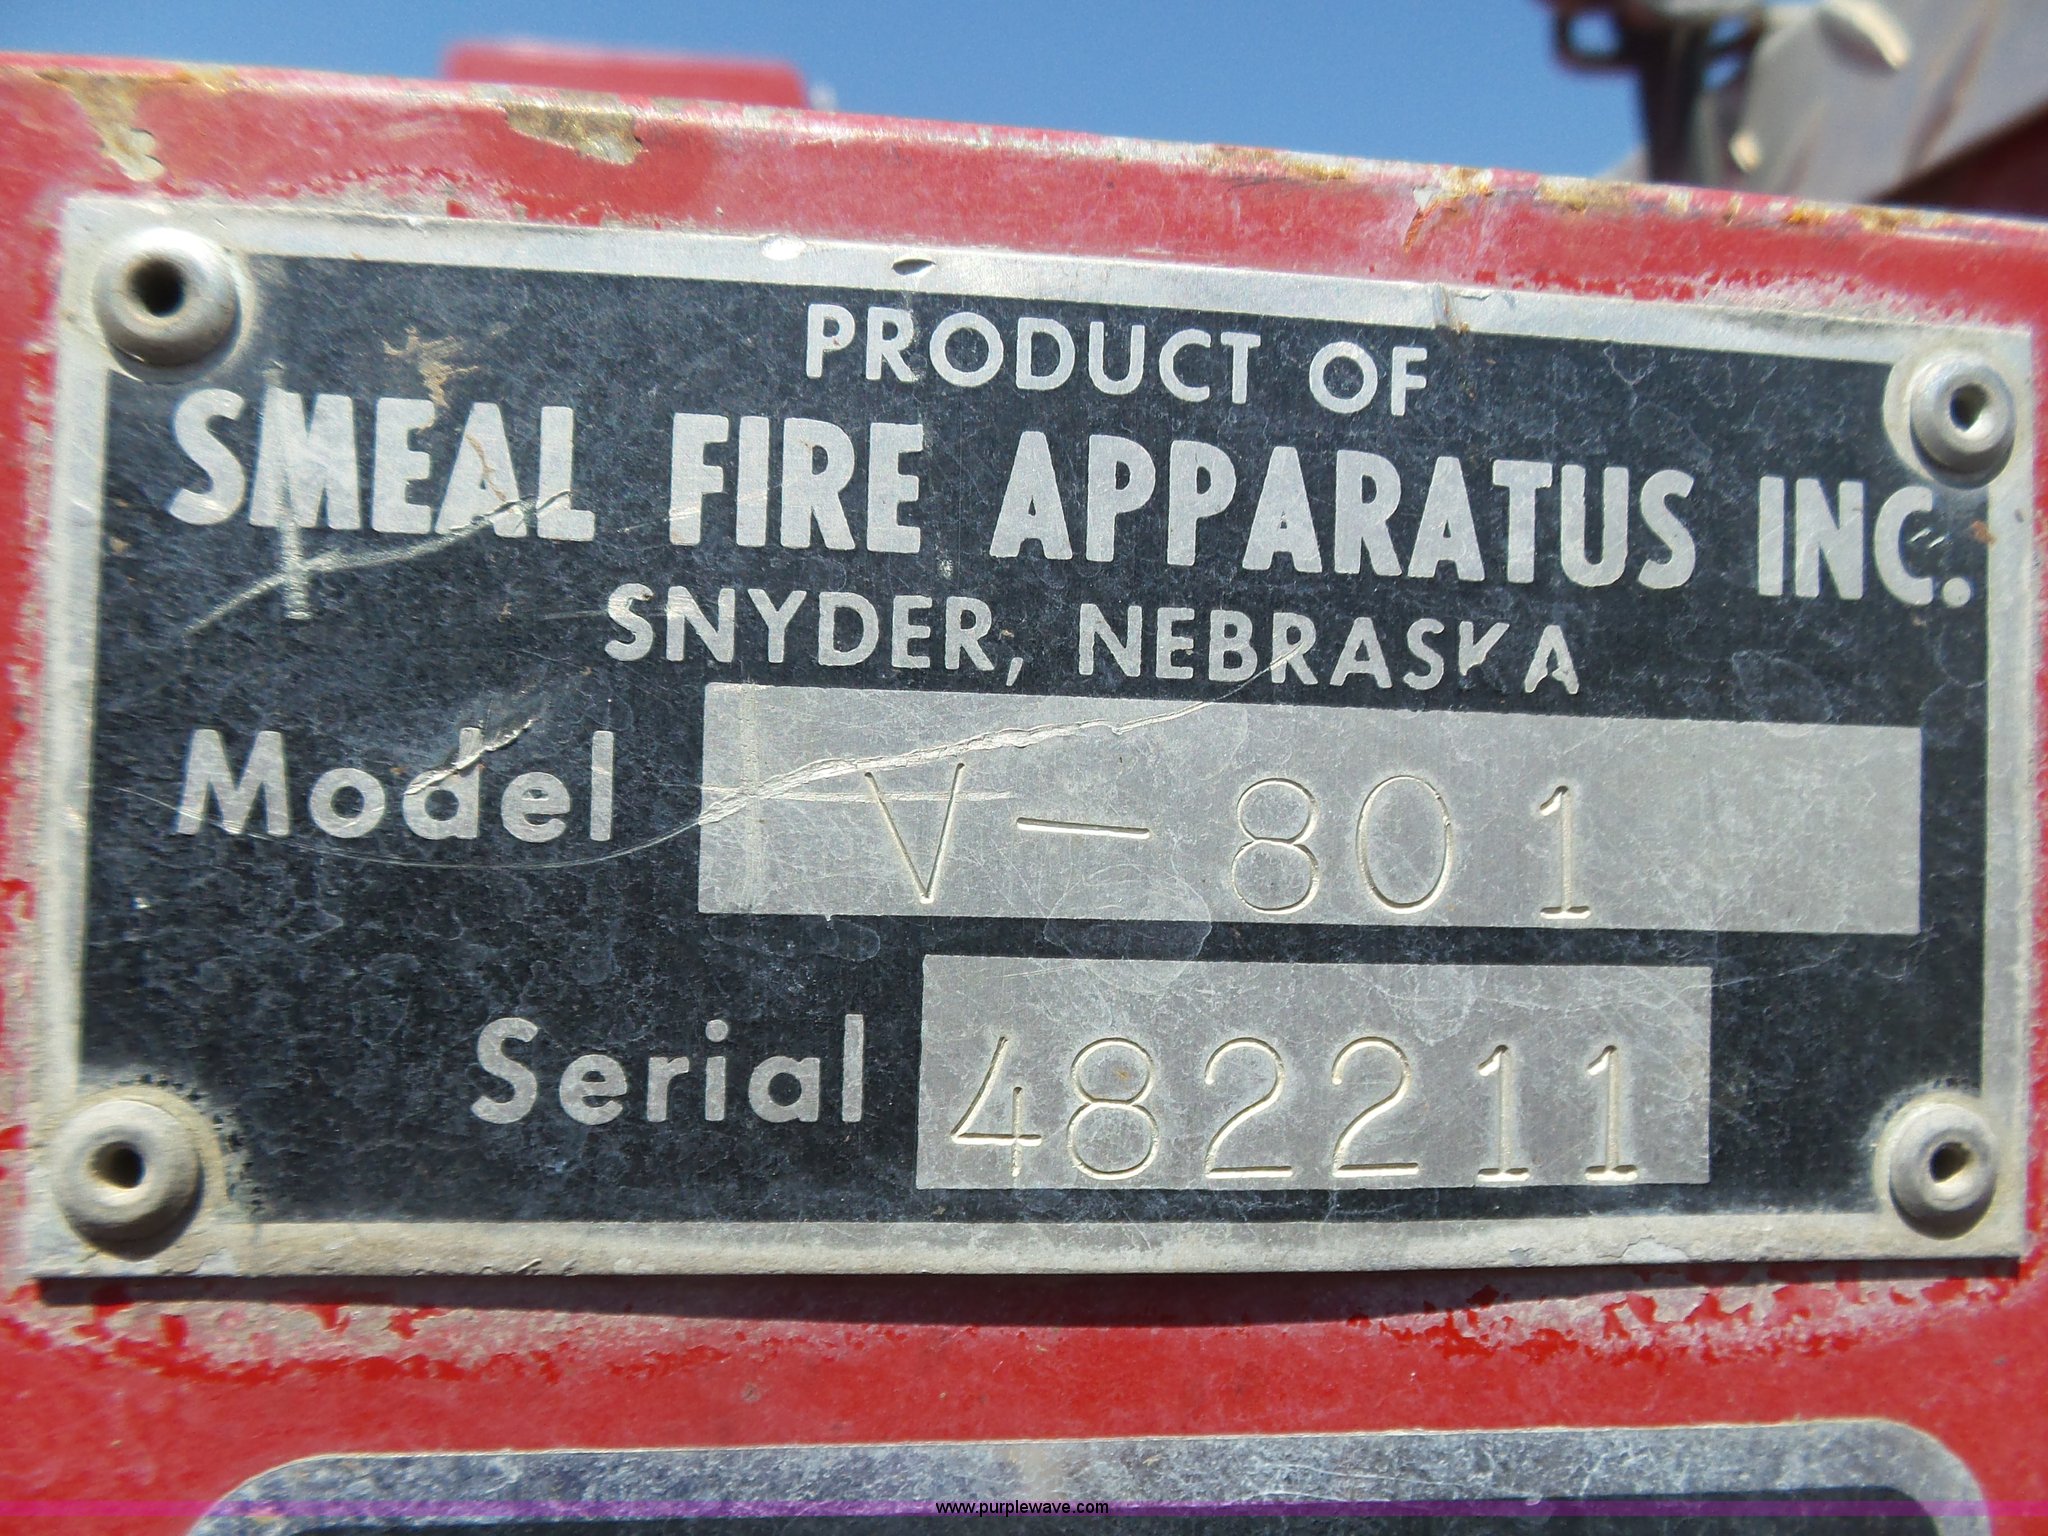 PRODUCT OF
SMEAL FIRE APPARATUS INC.
SNYDER, NEBRASKA
Model V-801
Serial 482211
www.purplewave.com